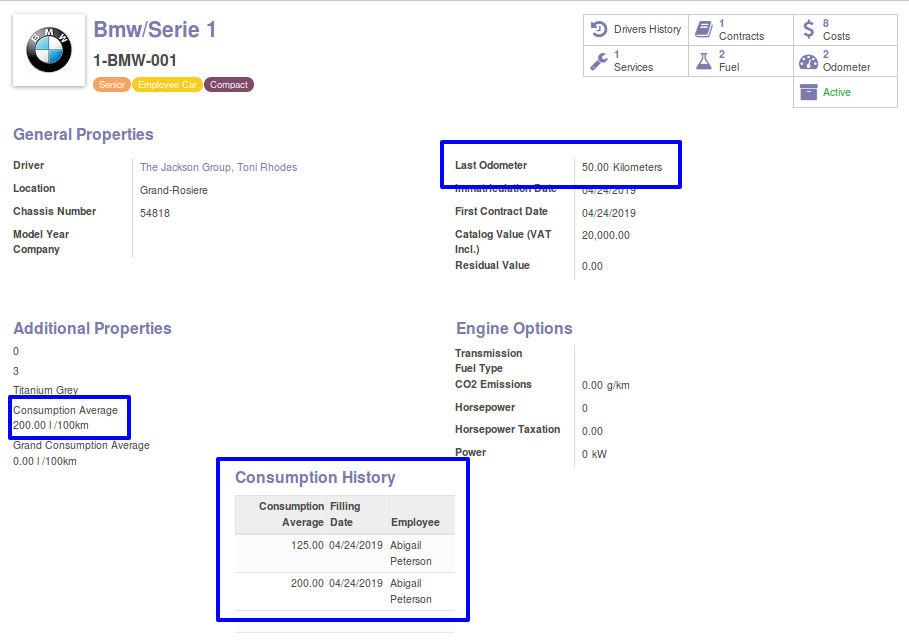 BMW
Bmw/Serie 1
1-BMW-001
Senior Employee Car Compact
Drivers History
1 Contracts
8 Costs
1 Services
2 Fuel
2 Odometer
Active
General Properties
Driver The Jackson Group, Toni Rhodes
Location Grand-Rosiere
Chassis Number 54818
Model Year
Company
Last Odometer 50.00 Kilometers
Immatriculation Date 04/24/2019
First Contract Date 04/24/2019
Catalog Value (VAT
Incl.) 20,000.00
Residual Value 0.00
Additional Properties
0
3
Titanium Grey
Consumption Average
200.00 l /100km
Grand Consumption Average
0.00 l /100km
Engine Options
Transmission
Fuel Type
CO2 Emissions 0.00 g/km
Horsepower 0
Horsepower Taxation 0.00
Power 0 kW
Consumption History
Consumption Filling
Average Date Employee
125.00 04/24/2019 Abigail
Peterson
200.00 04/24/2019 Abigail
Peterson